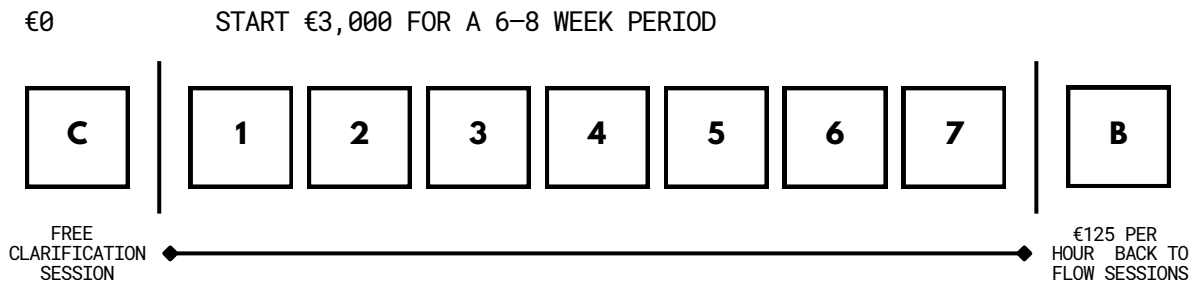 €0
START €3,000 FOR A 6–8 WEEK PERIOD
C
1
2
3
4
5
6
7
B
FREE
CLARIFICATION
SESSION
€125 PER
HOUR BACK TO
FLOW SESSIONS